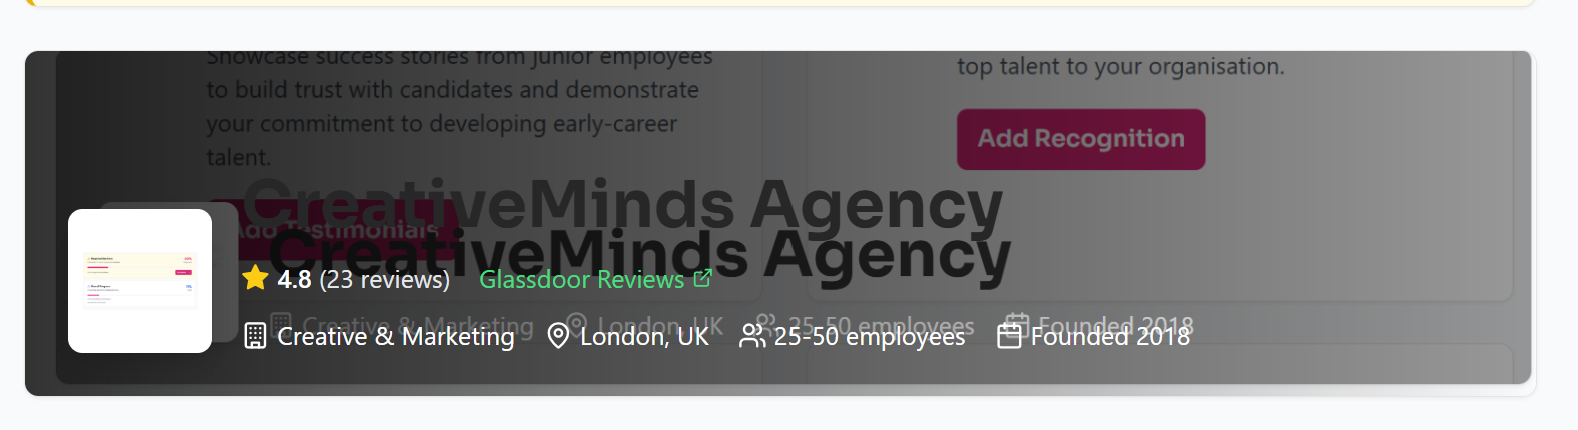 Showcase success stories from junior employees
to build trust with candidates and demonstrate
your commitment to developing early-career
talent.
top talent to your organisation.
Add Recognition
Add Testimonials
CreativeMinds Agency
CreativeMinds Agency
4.8 (23 reviews) Glassdoor Reviews
Creative & Marketing London, UK 25-50 employees Founded 2018
Creative & Marketing London, UK 25-50 employees Founded 2018